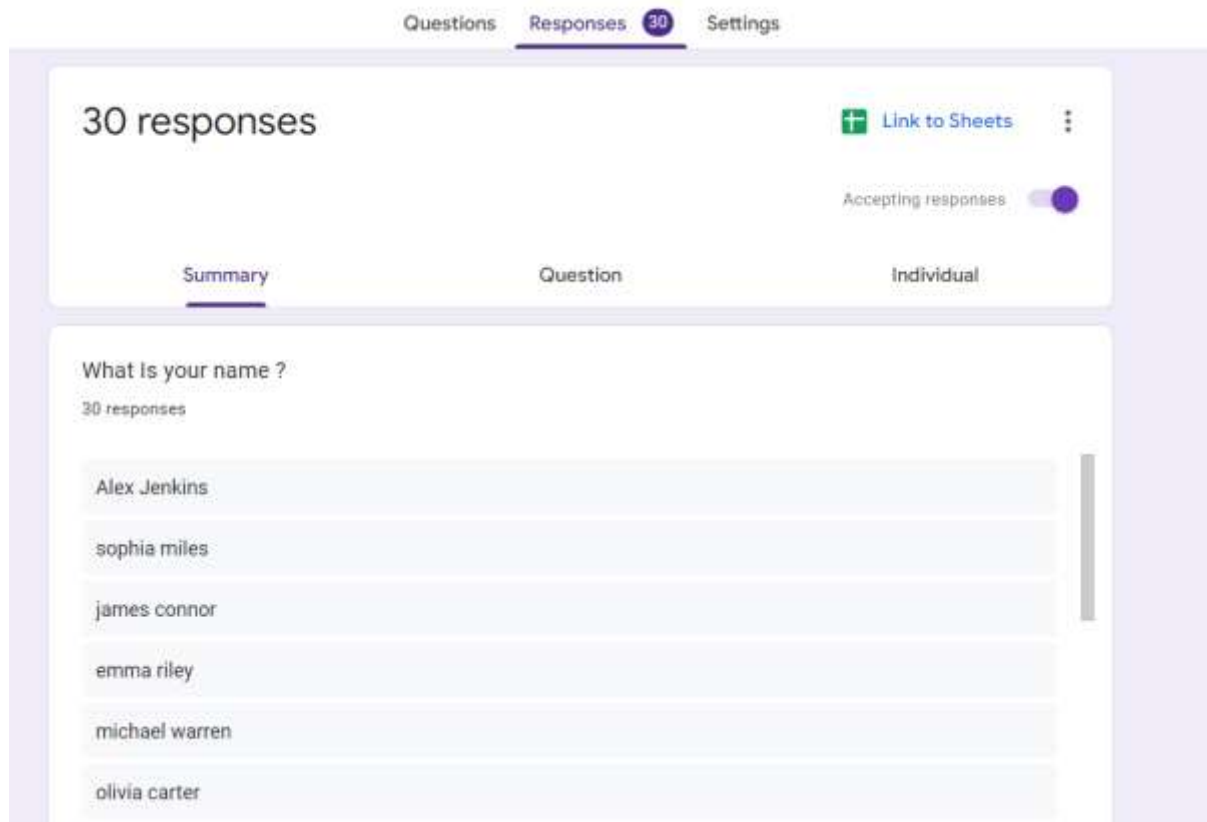 Questions Responses 30 Settings
30 responses
Link to Sheets
Accepting responses
Summary Question Individual
What Is your name ?
30 responses
Alex Jenkins
sophia miles
james connor
emma riley
michael warren
olivia carter